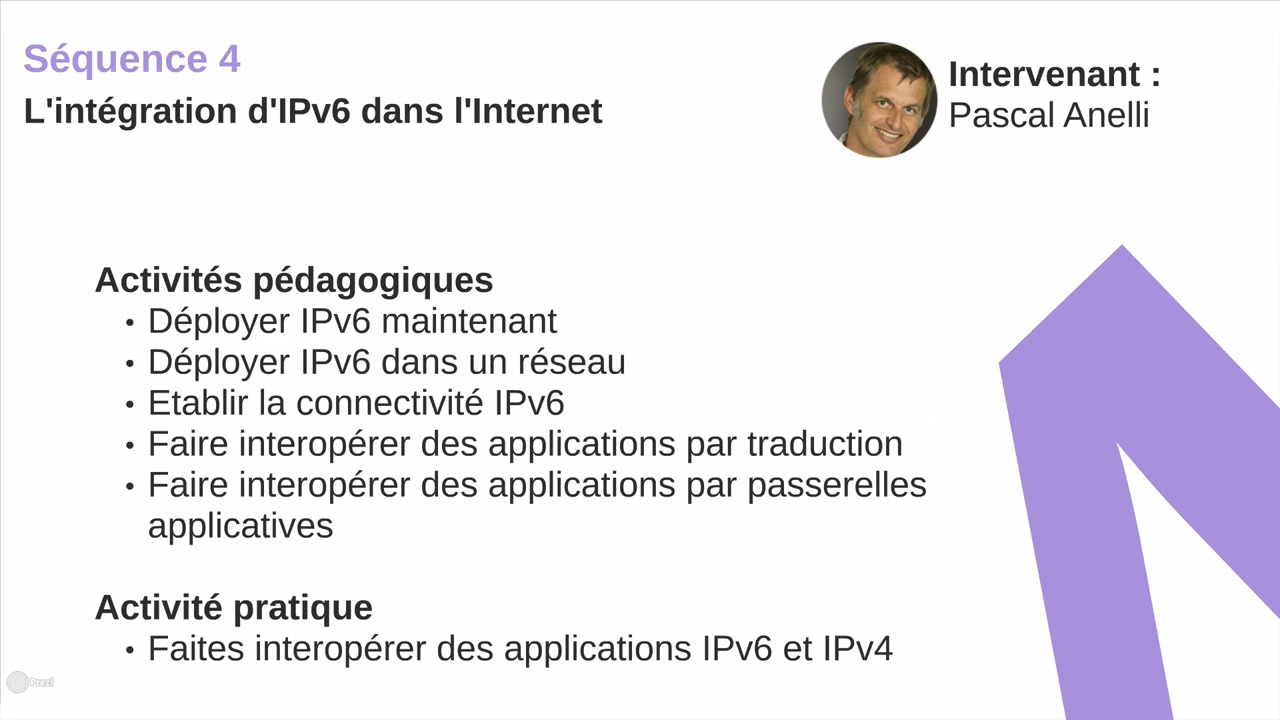 Séquence 4
L'intégration d'IPv6 dans l'Internet
Intervenant :
Pascal Anelli
Activités pédagogiques
• Déployer IPv6 maintenant
• Déployer IPv6 dans un réseau
• Etablir la connectivité IPv6
• Faire interopérer des applications par traduction
• Faire interopérer des applications par passerelles
applicatives
Activité pratique
• Faites interopérer des applications IPv6 et IPv4
Prezi